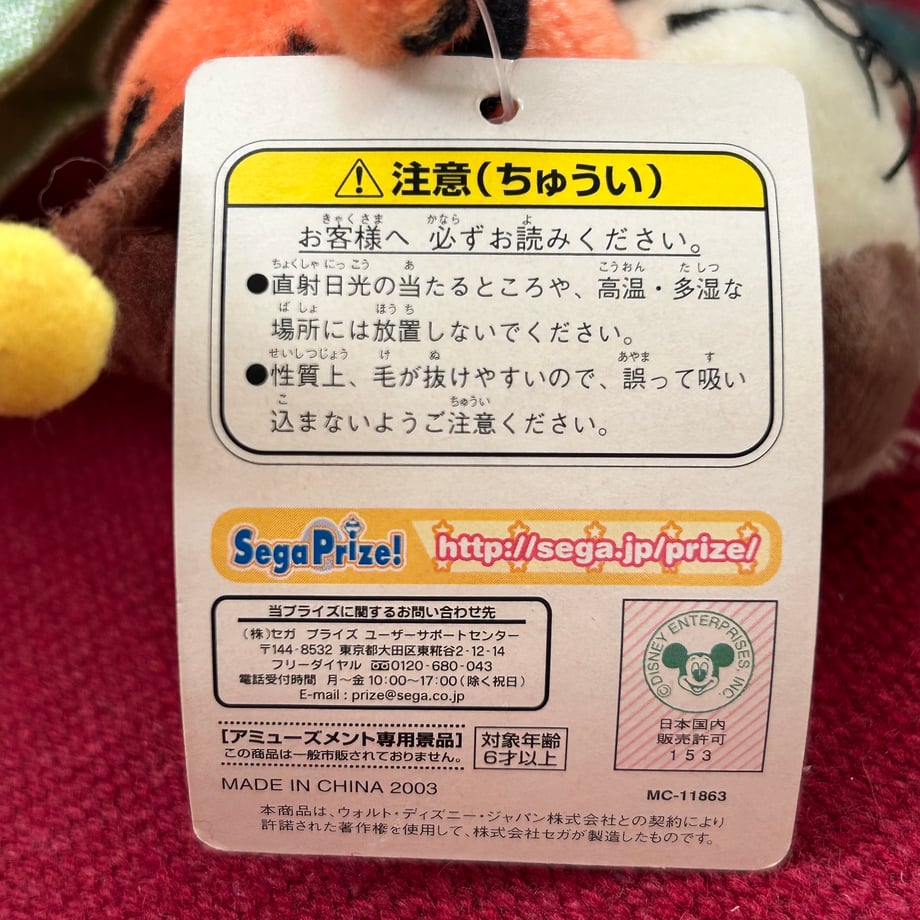 注意(ちゅうい)
お客様へ 必ずお読みください。
●直射日光の当たるところや、高温・多湿な
場所には放置しないでください。
●性質上、毛が抜けやすいので、誤って吸い
込まないようご注意ください。
Sega Prize! http://sega.jp/prize/
当プライズに関するお問い合わせ先
(株)セガ プライズ ユーザーサポートセンター
〒144-8532 東京都大田区東糀谷2-12-14
フリーダイヤル 0120-680-043
電話受付時間 月〜金 10:00〜17:00(除く祝日)
E-mail : prize@sega.co.jp
©DISNEY ENTERPRISES, INC.
日本国内
販売許可
153
[アミューズメント専用景品]
この商品は一般市販されておりません。
対象年齢
6才以上
MADE IN CHINA 2003
MC-11863
本商品は、ウォルト・ディズニー・ジャパン株式会社との契約により
許諾された著作権を使用して、株式会社セガが製造したものです。